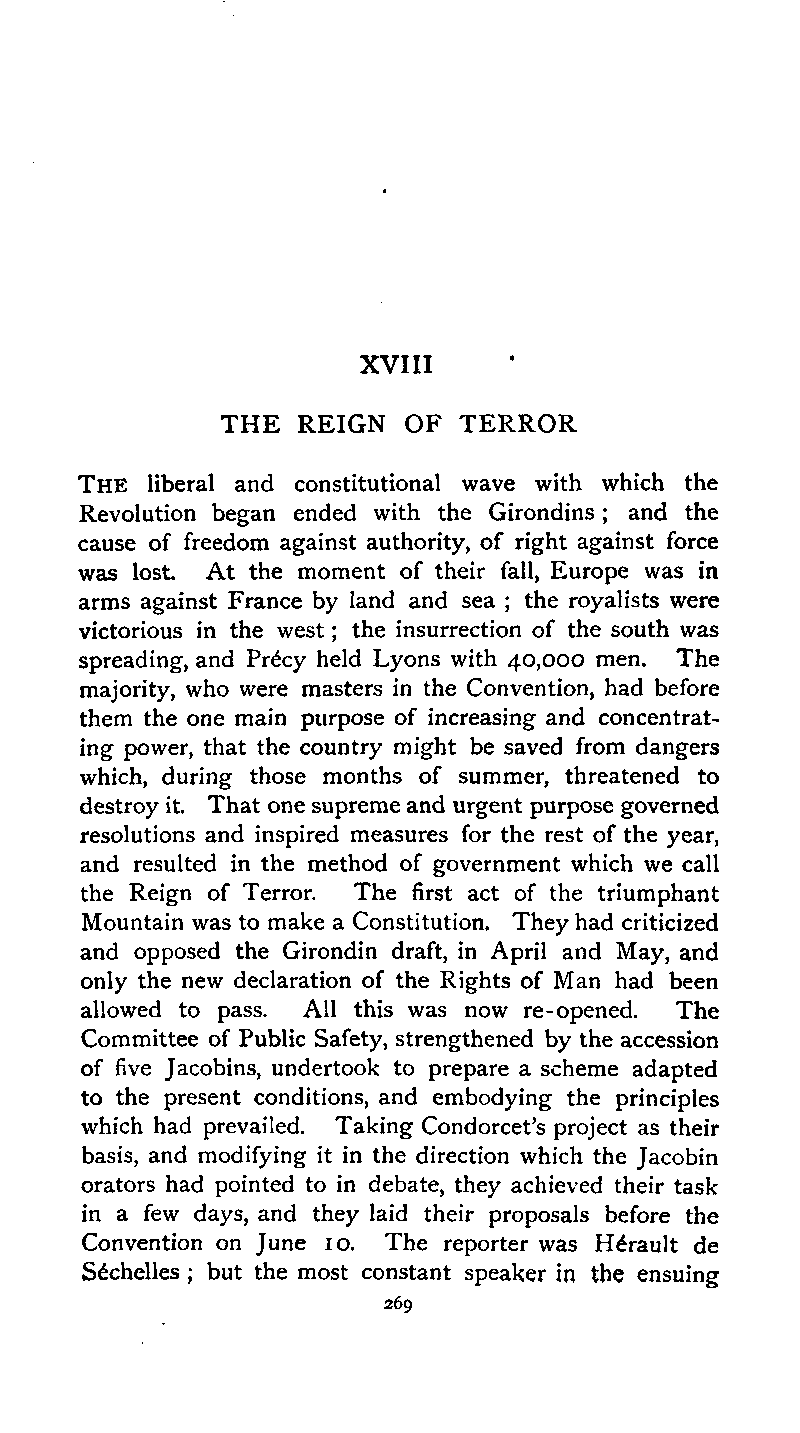 XVIII
THE REIGN OF TERROR
THE liberal and constitutional wave with which the
Revolution began ended with the Girondins ; and the
cause of freedom against authority, of right against force
was lost. At the moment of their fall, Europe was in
arms against France by land and sea ; the royalists were
victorious in the west ; the insurrection of the south was
spreading, and Précy held Lyons with 40,000 men. The
majority, who were masters in the Convention, had before
them the one main purpose of increasing and concentrat-
ing power, that the country might be saved from dangers
which, during those months of summer, threatened to
destroy it. That one supreme and urgent purpose governed
resolutions and inspired measures for the rest of the year,
and resulted in the method of government which we call
the Reign of Terror. The first act of the triumphant
Mountain was to make a Constitution. They had criticized
and opposed the Girondin draft, in April and May, and
only the new declaration of the Rights of Man had been
allowed to pass. All this was now re-opened. The
Committee of Public Safety, strengthened by the accession
of five Jacobins, undertook to prepare a scheme adapted
to the present conditions, and embodying the principles
which had prevailed. Taking Condorcet's project as their
basis, and modifying it in the direction which the Jacobin
orators had pointed to in debate, they achieved their task
in a few days, and they laid their proposals before the
Convention on June 10. The reporter was Hérault de
Séchelles ; but the most constant speaker in the ensuing
269